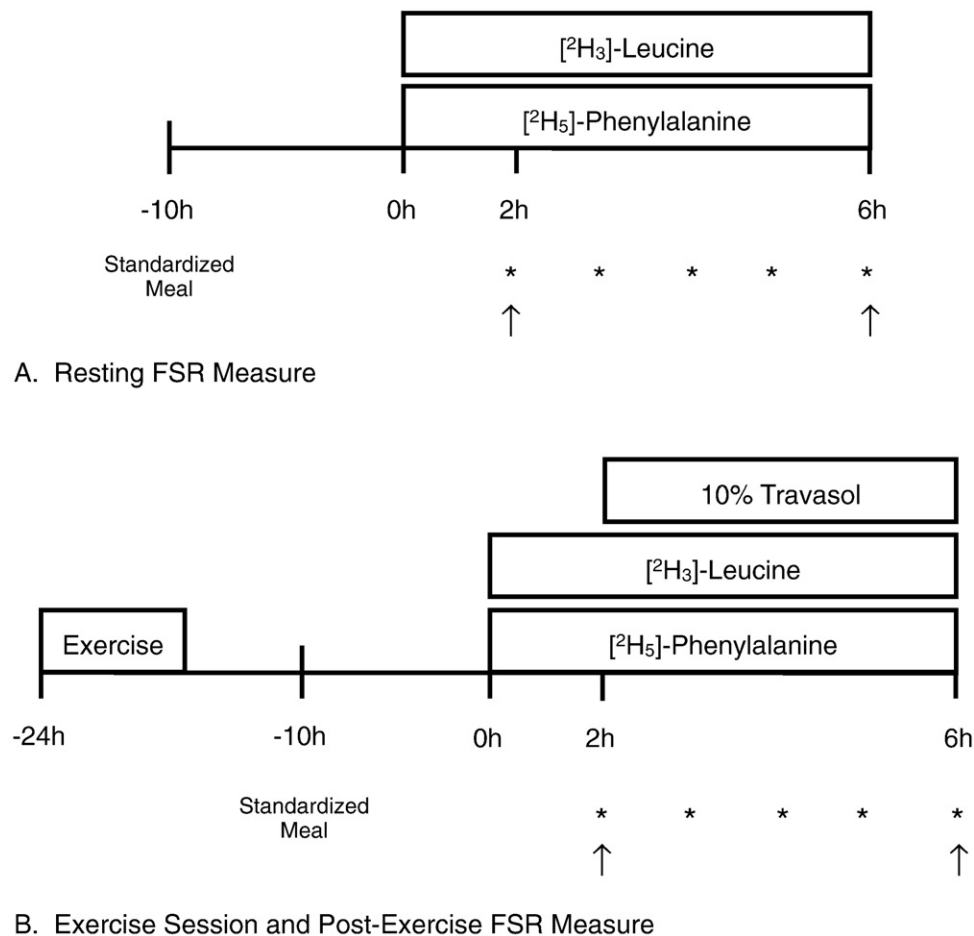 [²H₃]-Leucine
[²H₅]-Phenylalanine
-10h 0h 2h 6h
Standardized
Meal
* * * * *
↑ ↑
A. Resting FSR Measure
10% Travasol
[²H₃]-Leucine
Exercise [²H₅]-Phenylalanine
-24h -10h 0h 2h 6h
Standardized
Meal
* * * * *
↑ ↑
B. Exercise Session and Post-Exercise FSR Measure